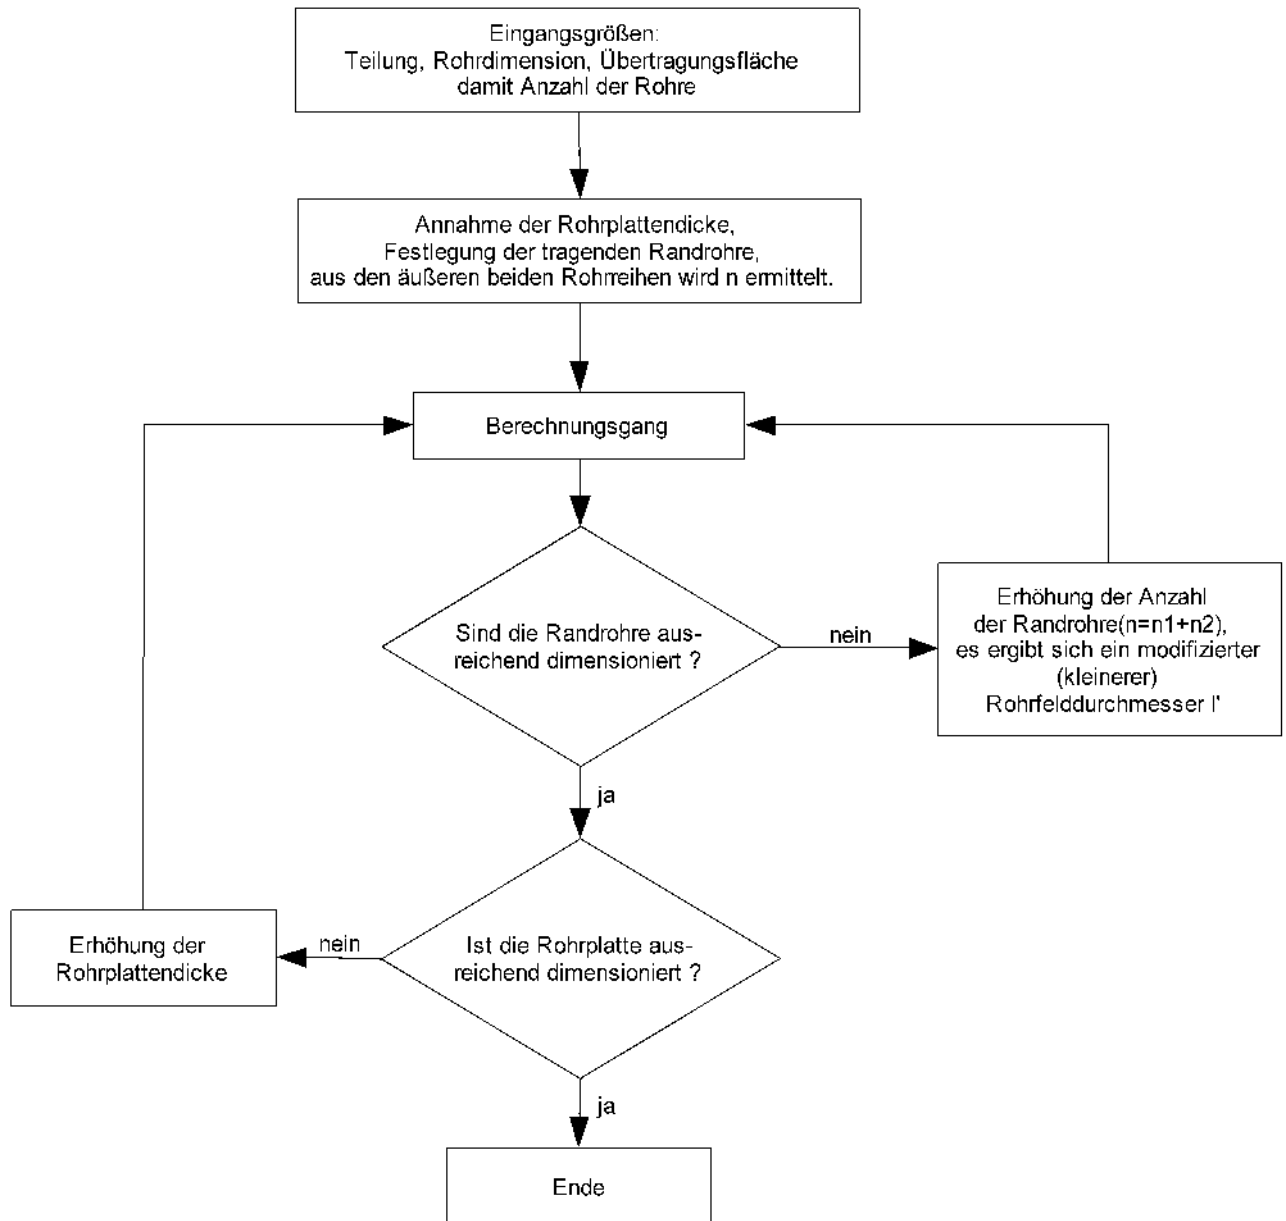 Eingangsgrößen:
Teilung, Rohrdimension, Übertragungsfläche
damit Anzahl der Rohre
Annahme der Rohrplattendicke,
Festlegung der tragenden Randrohre,
aus den äußeren beiden Rohrreihen wird n ermittelt.
Berechnungsgang
Sind die Randrohre aus-
reichend dimensioniert ?
nein
Erhöhung der Anzahl
der Randrohre(n=n1+n2),
es ergibt sich ein modifizierter
(kleinerer)
Rohrfelddurchmesser l'
ja
Ist die Rohrplatte aus-
reichend dimensioniert ?
nein
Erhöhung der
Rohrplattendicke
ja
Ende